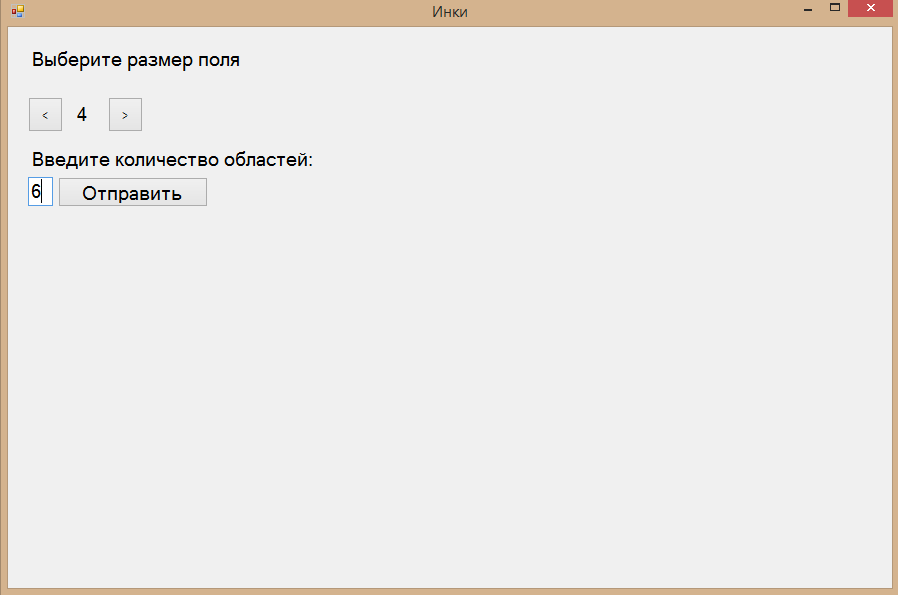 Инки
Выберите размер поля
< 4 >
Введите количество областей:
6 Отправить